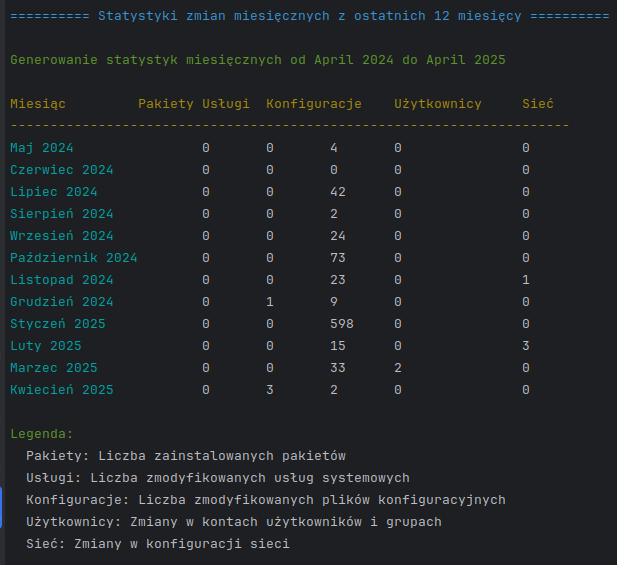 ========== Statystyki zmian miesięcznych z ostatnich 12 miesięcy ==========
Generowanie statystyk miesięcznych od April 2024 do April 2025
Miesiąc Pakiety Usługi Konfiguracje Użytkownicy Sieć
----------------------------------------------------------------------
Maj 2024 0 0 4 0 0
Czerwiec 2024 0 0 0 0 0
Lipiec 2024 0 0 42 0 0
Sierpień 2024 0 0 2 0 0
Wrzesień 2024 0 0 24 0 0
Październik 2024 0 0 73 0 0
Listopad 2024 0 0 23 0 1
Grudzień 2024 0 1 9 0 0
Styczeń 2025 0 0 598 0 0
Luty 2025 0 0 15 0 3
Marzec 2025 0 0 33 2 0
Kwiecień 2025 0 3 2 0 0
Legenda:
Pakiety: Liczba zainstalowanych pakietów
Usługi: Liczba zmodyfikowanych usług systemowych
Konfiguracje: Liczba zmodyfikowanych plików konfiguracyjnych
Użytkownicy: Zmiany w kontach użytkowników i grupach
Sieć: Zmiany w konfiguracji sieci